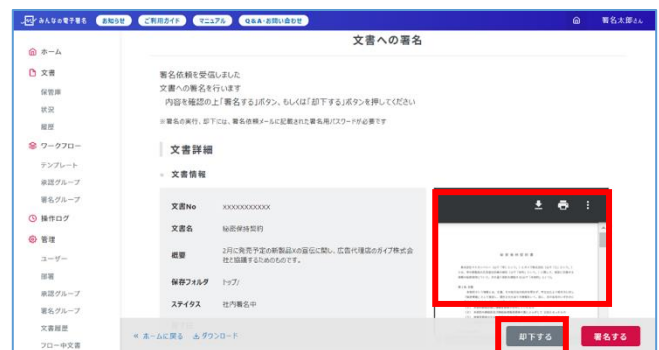 みんなの電子署名
お知らせ
ご利用ガイド
マニュアル
Q&A・お問い合わせ
署名太郎さん
ホーム
文書
保管庫
状況
履歴
ワークフロー
テンプレート
承認グループ
署名グループ
操作ログ
管理
ユーザー
部署
承認グループ
署名グループ
文書履歴
フロー中文書
文書への署名
署名依頼を受信しました
文書への署名を行います
内容を確認の上「署名する」ボタン、もしくは「却下する」ボタンを押してください
※署名の実行、却下には、署名依頼メールに記載された署名用パスワードが必要です
文書詳細
文書情報
文書No xxxxxxxxxxx
文書名 秘密保持契約
概要 2月に発売予定の新製品Xの宣伝に関し、広告代理店のガイア株式会
社と協議するためのものです。
保存フォルダ トップ/
ステイタス 社内署名中
« ホームに戻る ダウンロード
却下する
署名する